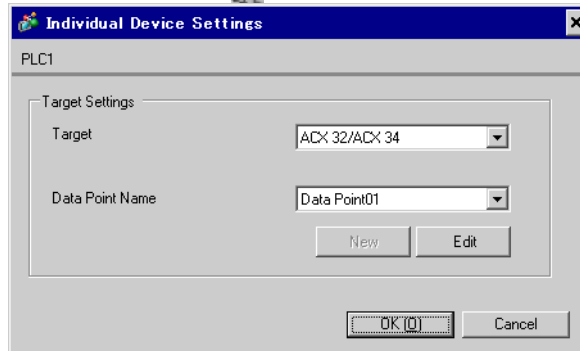 Individual Device Settings
PLC1
Target Settings
Target
ACX 32/ACX 34
Data Point Name
Data Point01
New
Edit
OK (O)
Cancel